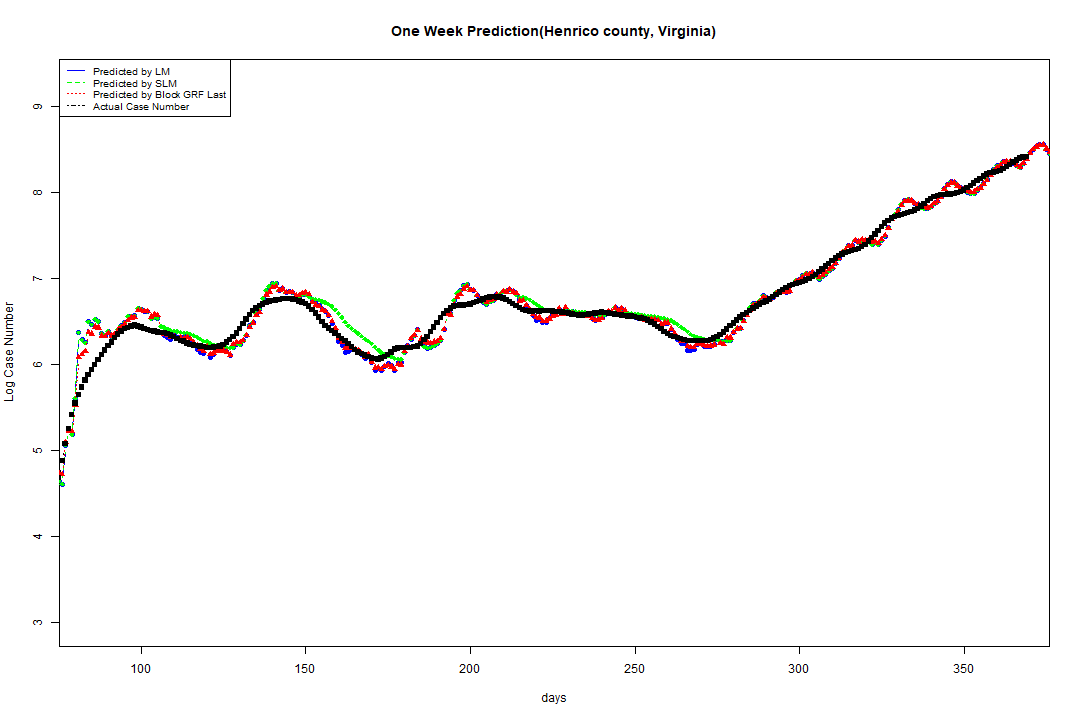 One Week Prediction(Henrico county, Virginia)
Predicted by LM
Predicted by SLM
Predicted by Block GRF Last
Actual Case Number
9
8
7
6
5
4
3
Log Case Number
100 150 200 250 300 350
days